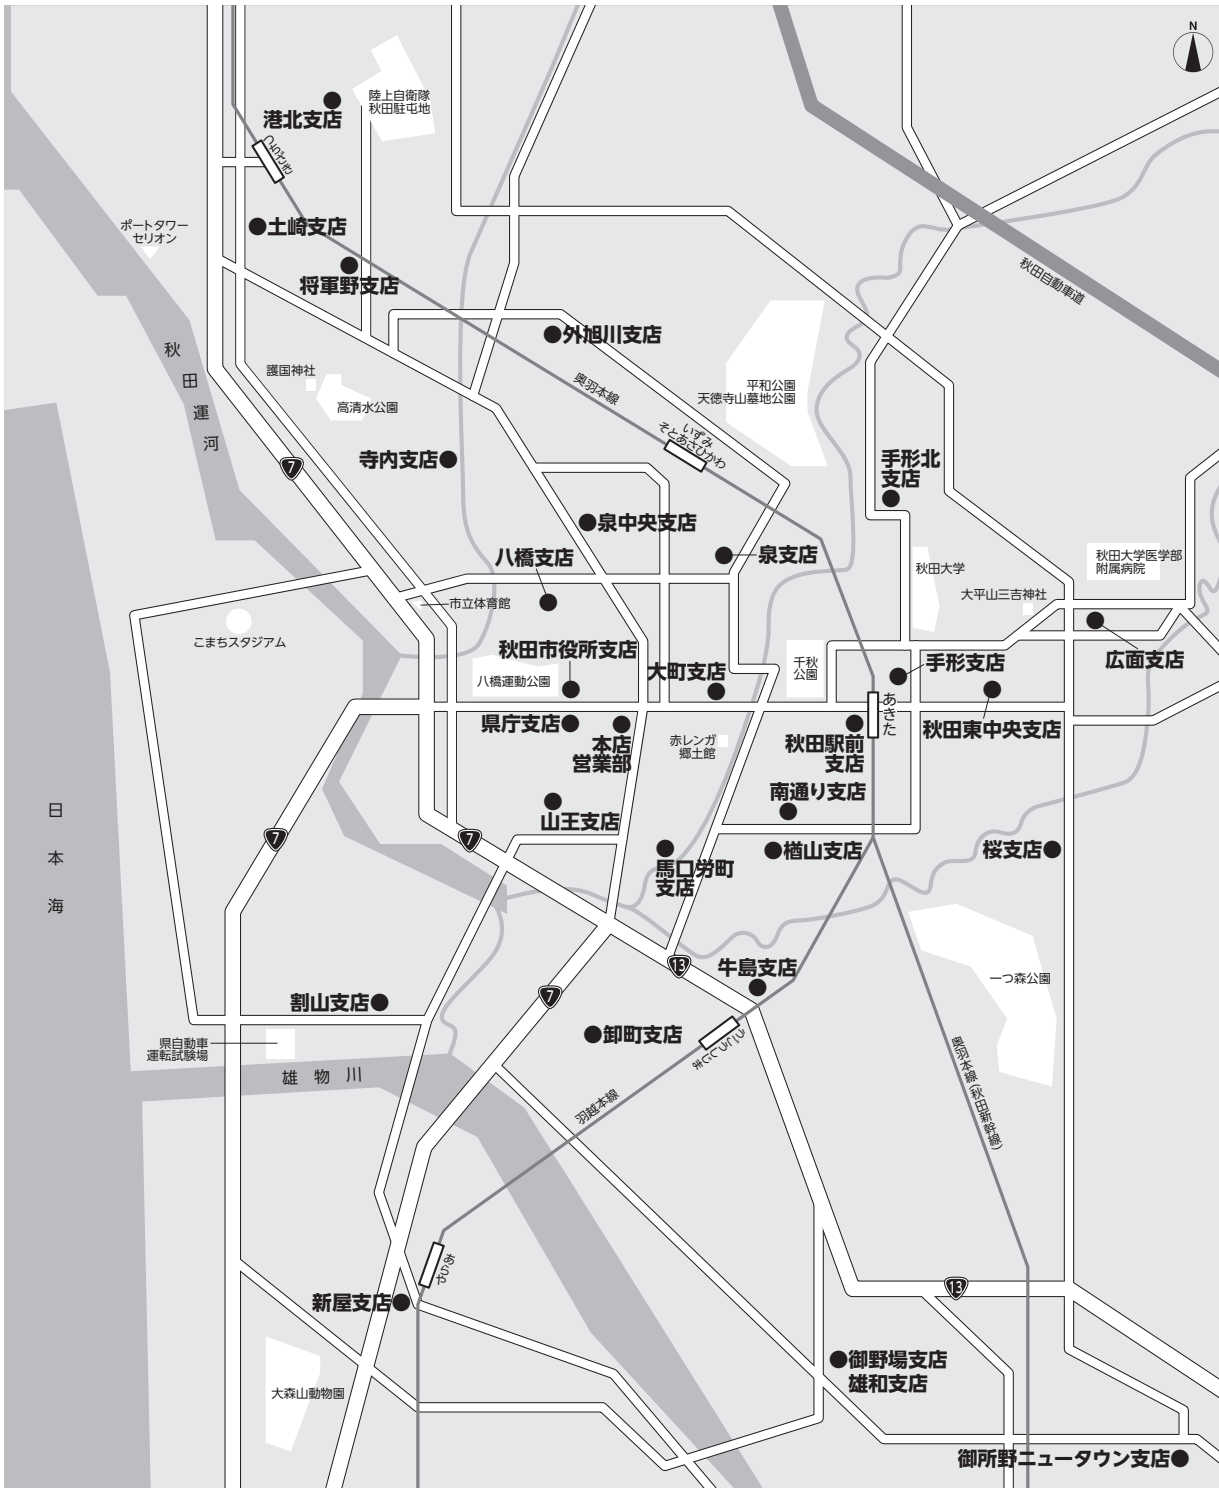 N
陸上自衛隊
秋田駐屯地
港北支店
つちざき
ポートタワー
セリオン
土崎支店
将軍野支店
秋田自動車道
外旭川支店
秋田運河
護国神社
高清水公園
奥羽本線
平和公園
天徳寺山墓地公園
いずみ
そとあさひかわ
7
寺内支店
手形北
支店
泉中央支店
八橋支店
泉支店
秋田大学
秋田大学医学部
附属病院
市立体育館
大平山三吉神社
こまちスタジアム
秋田市役所支店
八橋運動公園
大町支店
千秋
公園
手形支店
広面支店
あきた
県庁支店
本店
営業部
赤レンガ
郷土館
秋田駅前
支店
秋田東中央支店
南通り支店
山王支店
日本海
7
7
馬口労町
支店
楢山支店
桜支店
13
牛島支店
一つ森公園
7
割山支店
卸町支店
うごうしじま
県自動車
運転試験場
雄物川
羽越本線
奥羽本線(秋田新幹線)
あらや
13
新屋支店
御野場支店
雄和支店
大森山動物園
御所野ニュータウン支店